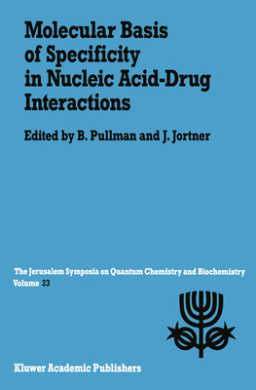 Molecular Basis
of Specificity
in Nucleic Acid-Drug
Interactions
Edited by B. Pullman and J. Jortner
The Jerusalem Symposia on Quantum Chemistry and Biochemistry
Volume 23
Kluwer Academic Publishers